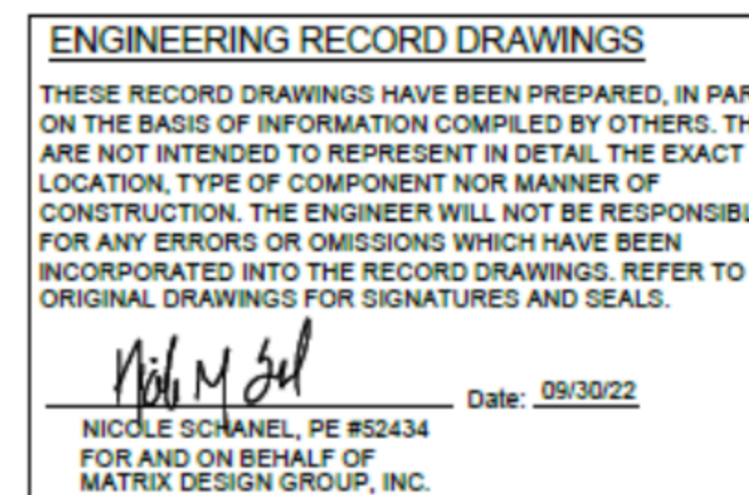 ENGINEERING RECORD DRAWINGS
THESE RECORD DRAWINGS HAVE BEEN PREPARED, IN PAR
ON THE BASIS OF INFORMATION COMPILED BY OTHERS. TH
ARE NOT INTENDED TO REPRESENT IN DETAIL THE EXACT
LOCATION, TYPE OF COMPONENT NOR MANNER OF
CONSTRUCTION. THE ENGINEER WILL NOT BE RESPONSIBL
FOR ANY ERRORS OR OMISSIONS WHICH HAVE BEEN
INCORPORATED INTO THE RECORD DRAWINGS. REFER TO
ORIGINAL DRAWINGS FOR SIGNATURES AND SEALS.
Date: 09/30/22
NICOLE SCHANEL, PE #52434
FOR AND ON BEHALF OF
MATRIX DESIGN GROUP, INC.